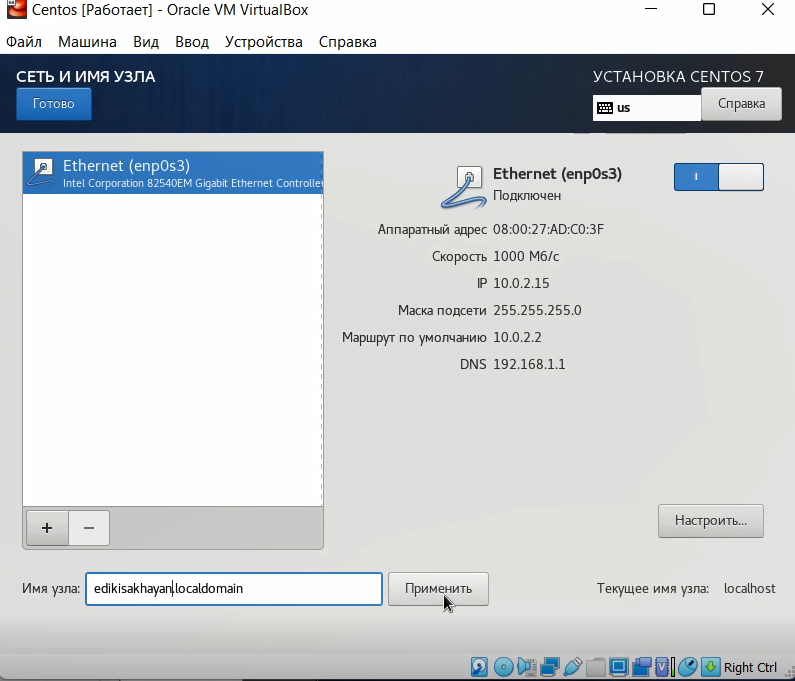 Centos [Работает] - Oracle VM VirtualBox
Файл Машина Вид Ввод Устройства Справка
СЕТЬ И ИМЯ УЗЛА
УСТАНОВКА CENTOS 7
Готово
us
Справка
Ethernet (enp0s3)
Intel Corporation 82540EM Gigabit Ethernet Controlle
Ethernet (enp0s3)
Подключен
Аппаратный адрес 08:00:27:AD:C0:3F
Скорость 1000 Мб/с
IP 10.0.2.15
Маска подсети 255.255.255.0
Маршрут по умолчанию 10.0.2.2
DNS 192.168.1.1
+ −
Настроить...
Имя узла: edikisakhayan.localdomain Применить Текущее имя узла: localhost
Right Ctrl